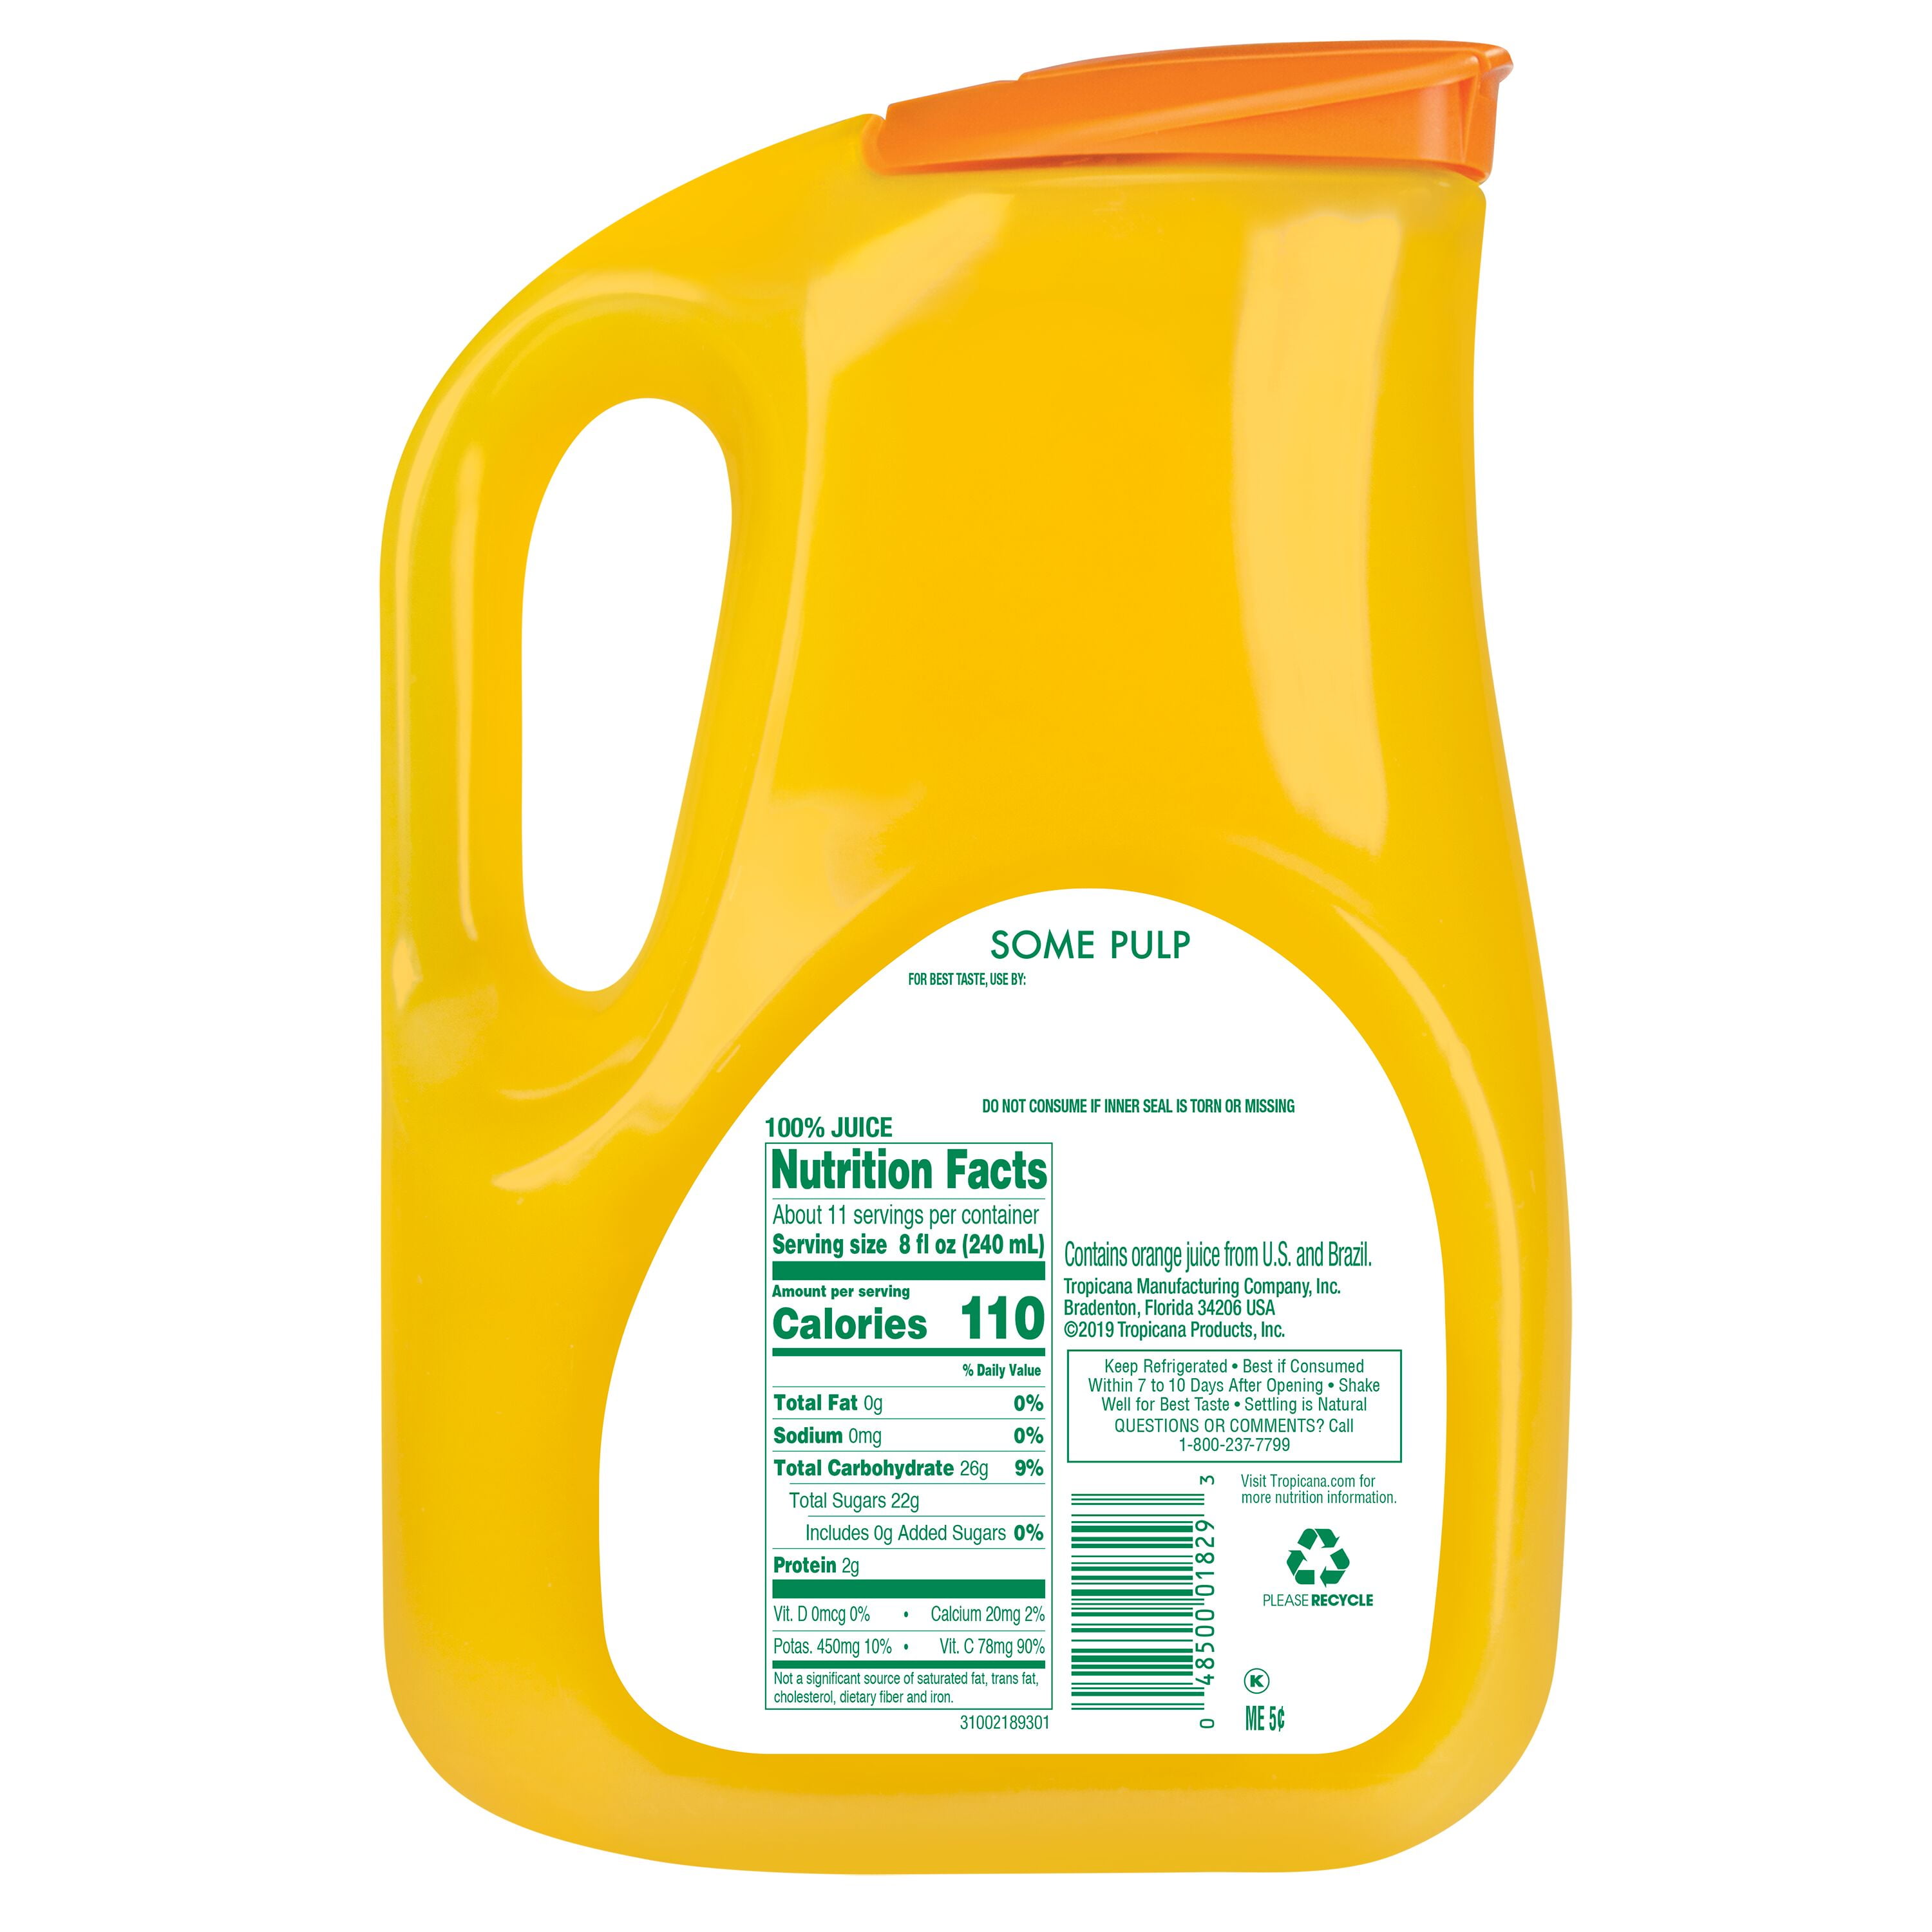 SOME PULP
FOR BEST TASTE, USE BY:
DO NOT CONSUME IF INNER SEAL IS TORN OR MISSING
100% JUICE
Nutrition Facts
About 11 servings per container
Serving size 8 fl oz (240 mL)
Amount per serving
Calories 110
% Daily Value
Total Fat 0g 0%
Sodium 0mg 0%
Total Carbohydrate 26g 9%
Total Sugars 22g
Includes 0g Added Sugars 0%
Protein 2g
Vit. D 0mcg 0% • Calcium 20mg 2%
Potas. 450mg 10% • Vit. C 78mg 90%
Not a significant source of saturated fat, trans fat,
cholesterol, dietary fiber and iron.
31002189301
Contains orange juice from U.S. and Brazil.
Tropicana Manufacturing Company, Inc.
Bradenton, Florida 34206 USA
©2019 Tropicana Products, Inc.
Keep Refrigerated • Best if Consumed
Within 7 to 10 Days After Opening • Shake
Well for Best Taste • Settling is Natural
QUESTIONS OR COMMENTS? Call
1-800-237-7799
0 48500 01829 3
Visit Tropicana.com for
more nutrition information.
PLEASE RECYCLE
K
ME 5¢